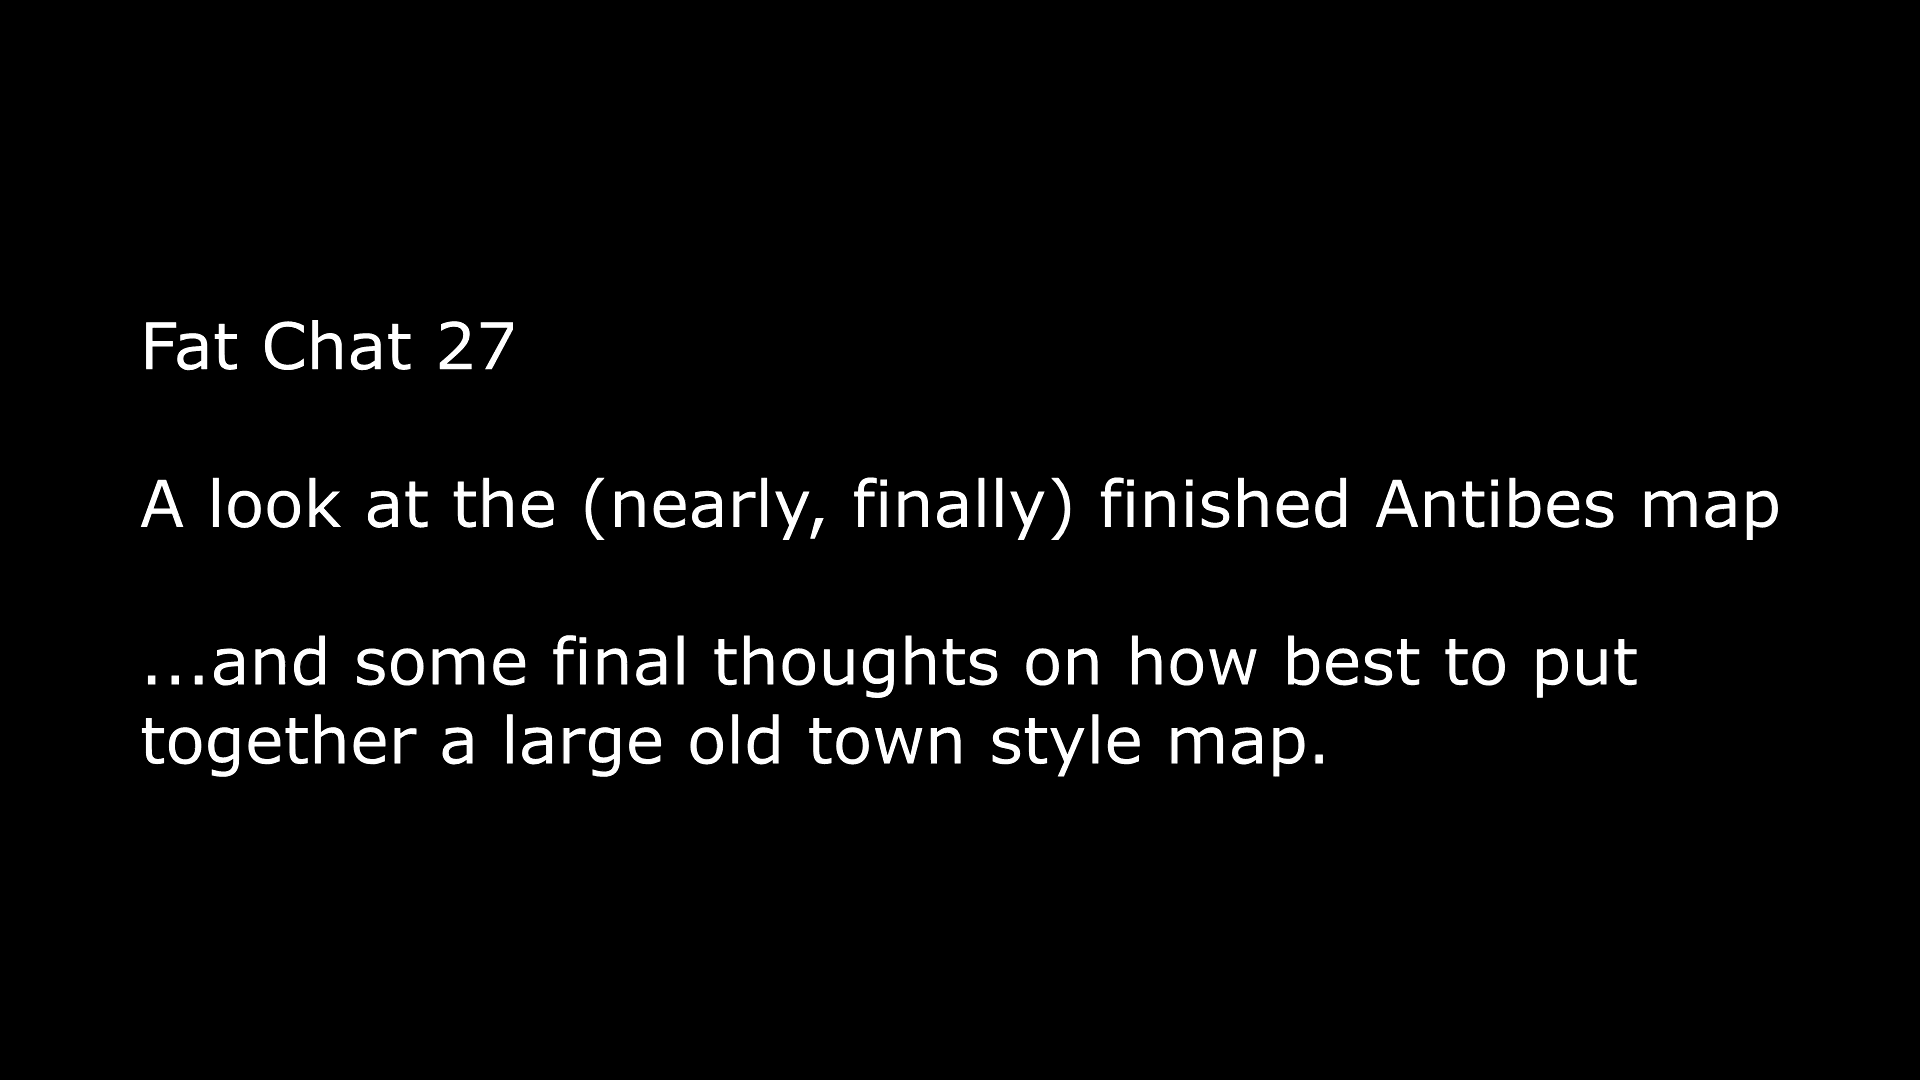 Fat Chat 27
A look at the (nearly, finally) finished Antibes map
...and some final thoughts on how best to put
together a large old town style map.